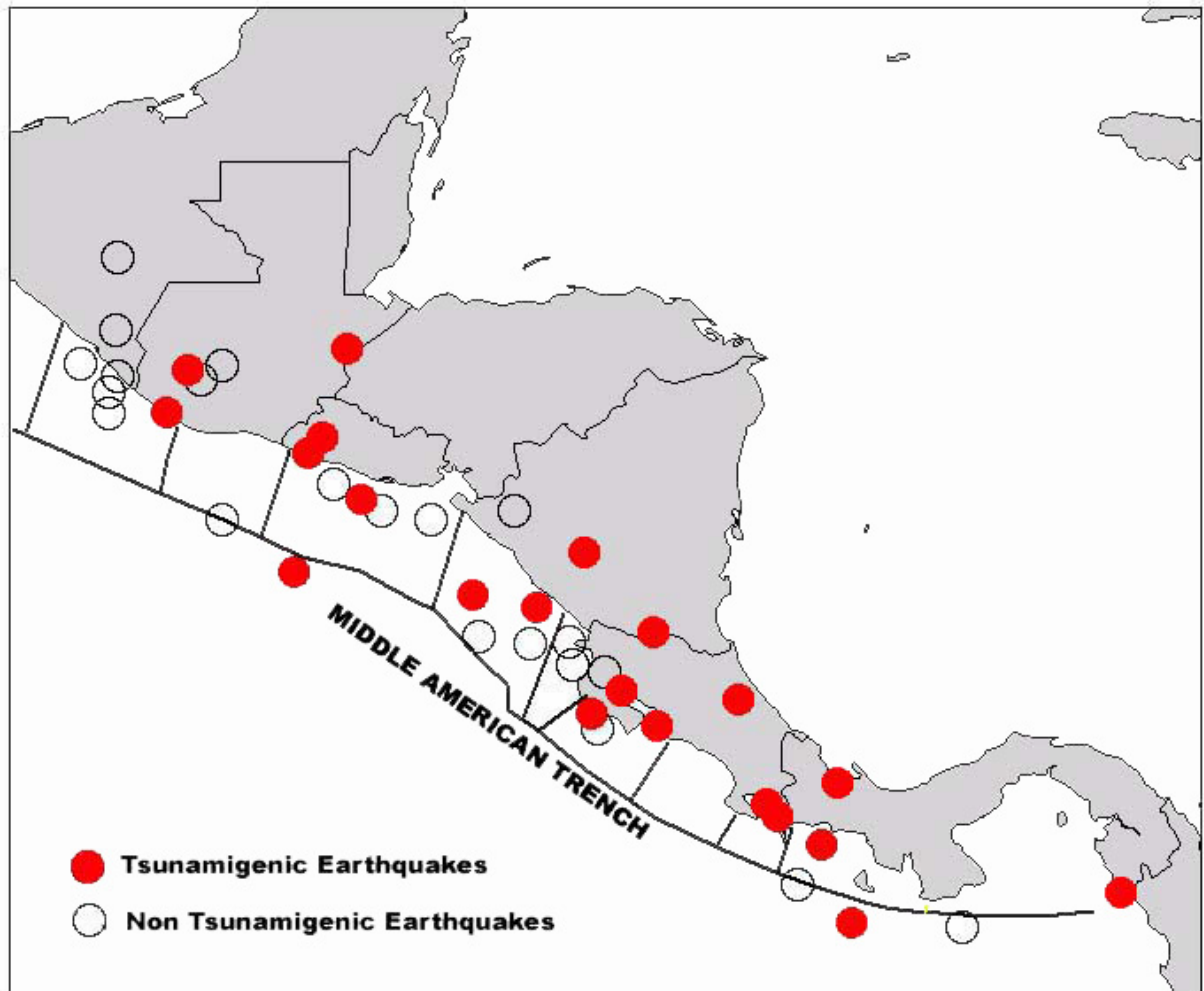 MIDDLE AMERICAN TRENCH
Tsunamigenic Earthquakes
Non Tsunamigenic Earthquakes